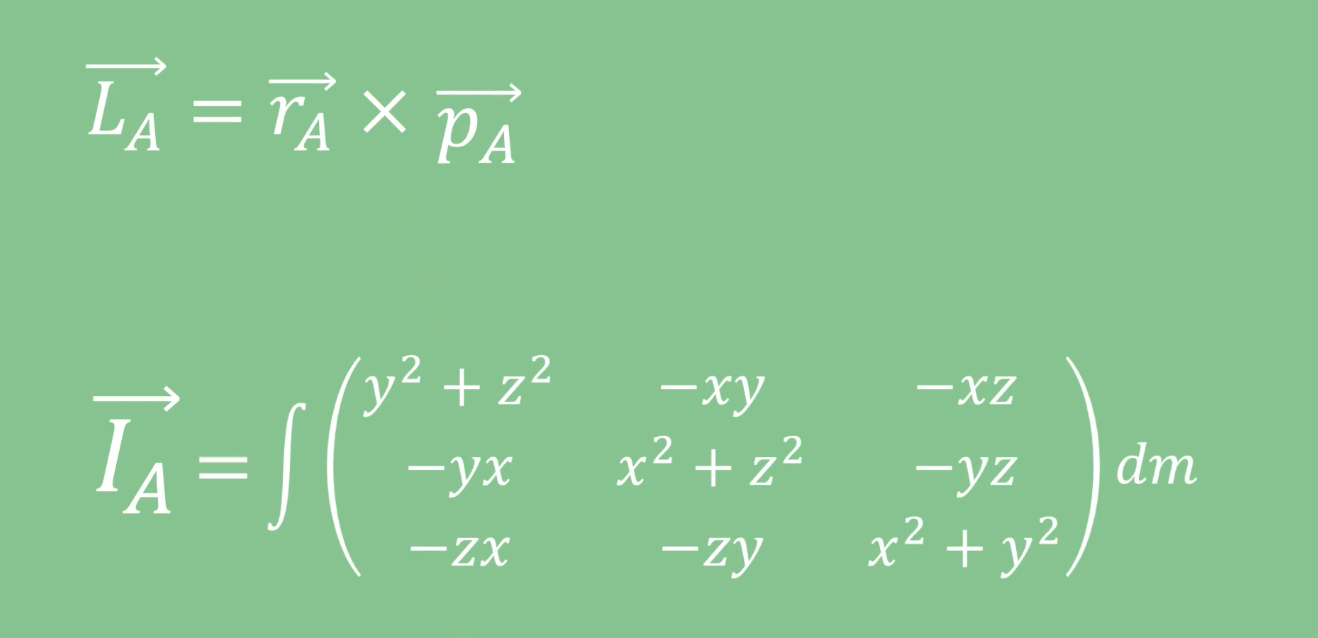 $\overrightarrow{L_A} = \overrightarrow{r_A} \times \overrightarrow{p_A}$
$\overrightarrow{I_A} = \int \begin{pmatrix} y^2 + z^2 & -xy & -xz \\ -yx & x^2 + z^2 & -yz \\ -zx & -zy & x^2 + y^2 \end{pmatrix} dm$